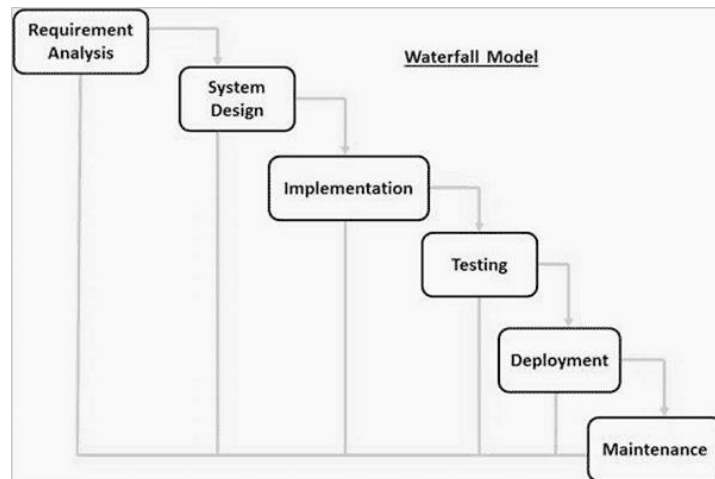 Requirement
Analysis
Waterfall Model
System
Design
Implementation
Testing
Deployment
Maintenance